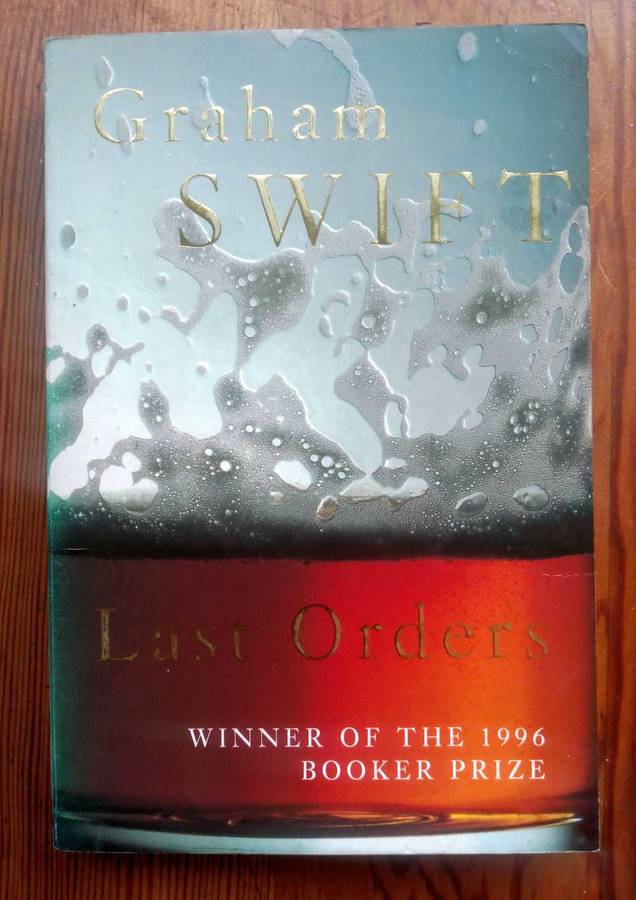 Graham
SWIFT
Last Orders
WINNER OF THE 1996
BOOKER PRIZE